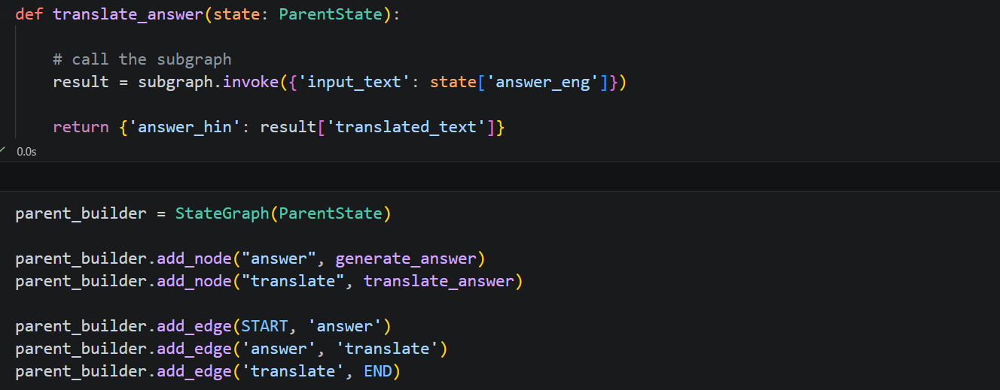 def translate_answer(state: ParentState):
# call the subgraph
result = subgraph.invoke({'input_text': state['answer_eng']})
return {'answer_hin': result['translated_text']}
0.0s
parent_builder = StateGraph(ParentState)
parent_builder.add_node("answer", generate_answer)
parent_builder.add_node("translate", translate_answer)
parent_builder.add_edge(START, 'answer')
parent_builder.add_edge('answer', 'translate')
parent_builder.add_edge('translate', END)